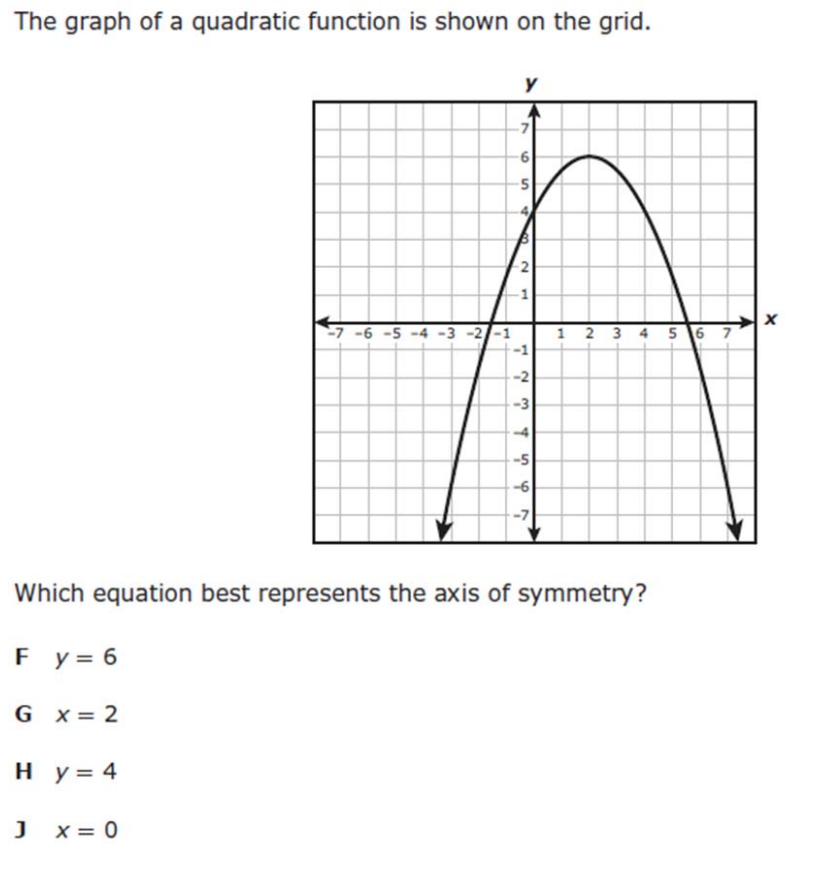 The graph of a quadratic function is shown on the grid.
y
7
6
5
4
3
2
1
-7 -6 -5 -4 -3 -2 -1 1 2 3 4 5 6 7 x
-1
-2
-3
-4
-5
-6
-7
Which equation best represents the axis of symmetry?
F y = 6
G x = 2
H y = 4
J x = 0